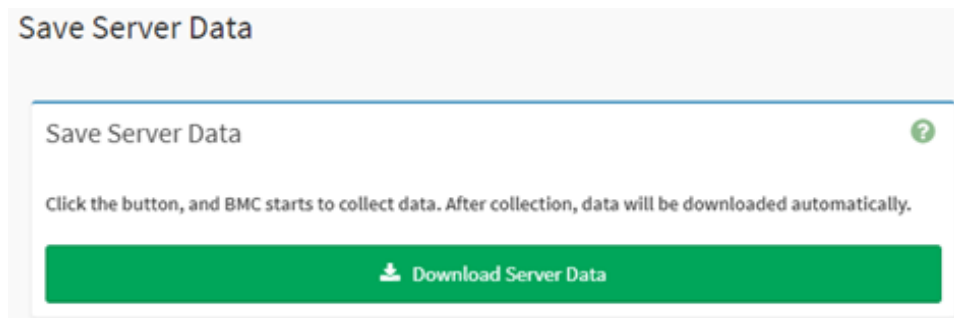 Save Server Data
Save Server Data
?
Click the button, and BMC starts to collect data. After collection, data will be downloaded automatically.
Download Server Data